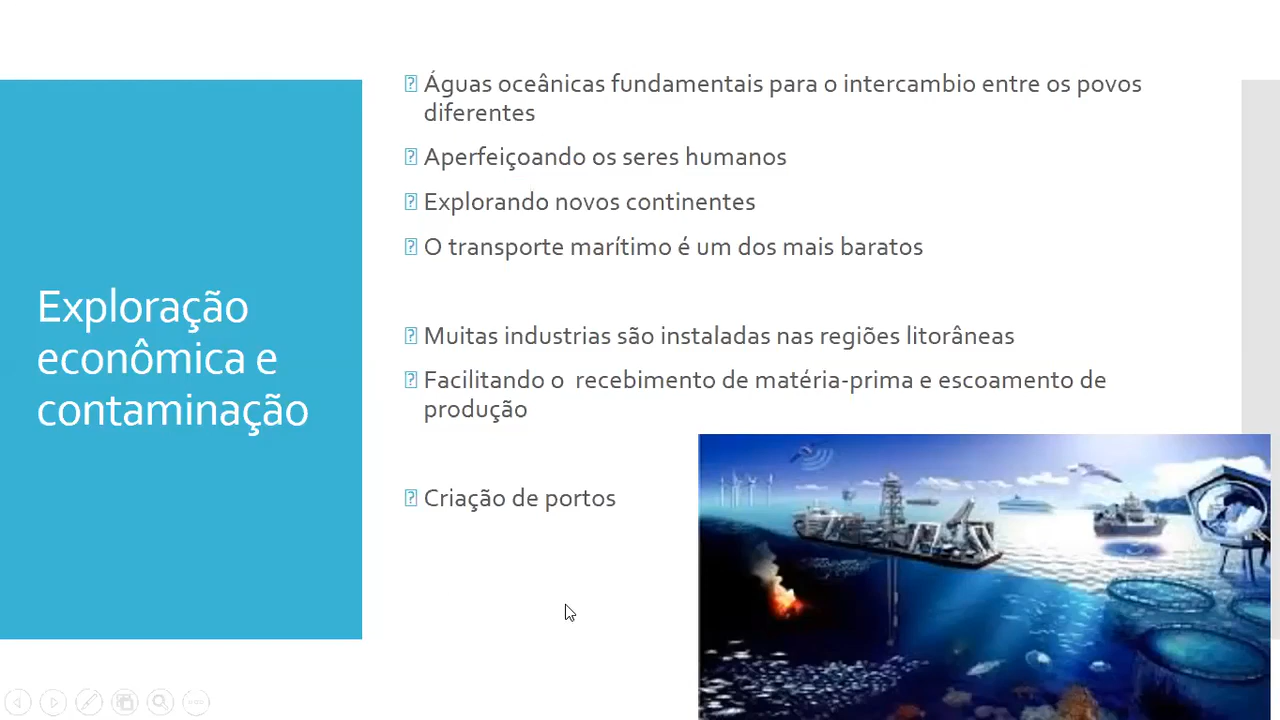 Exploração
econômica e
contaminação
Águas oceânicas fundamentais para o intercambio entre os povos
diferentes
Aperfeiçoando os seres humanos
Explorando novos continentes
O transporte marítimo é um dos mais baratos
Muitas industrias são instaladas nas regiões litorâneas
Facilitando o  recebimento de matéria-prima e escoamento de
produção
Criação de portos